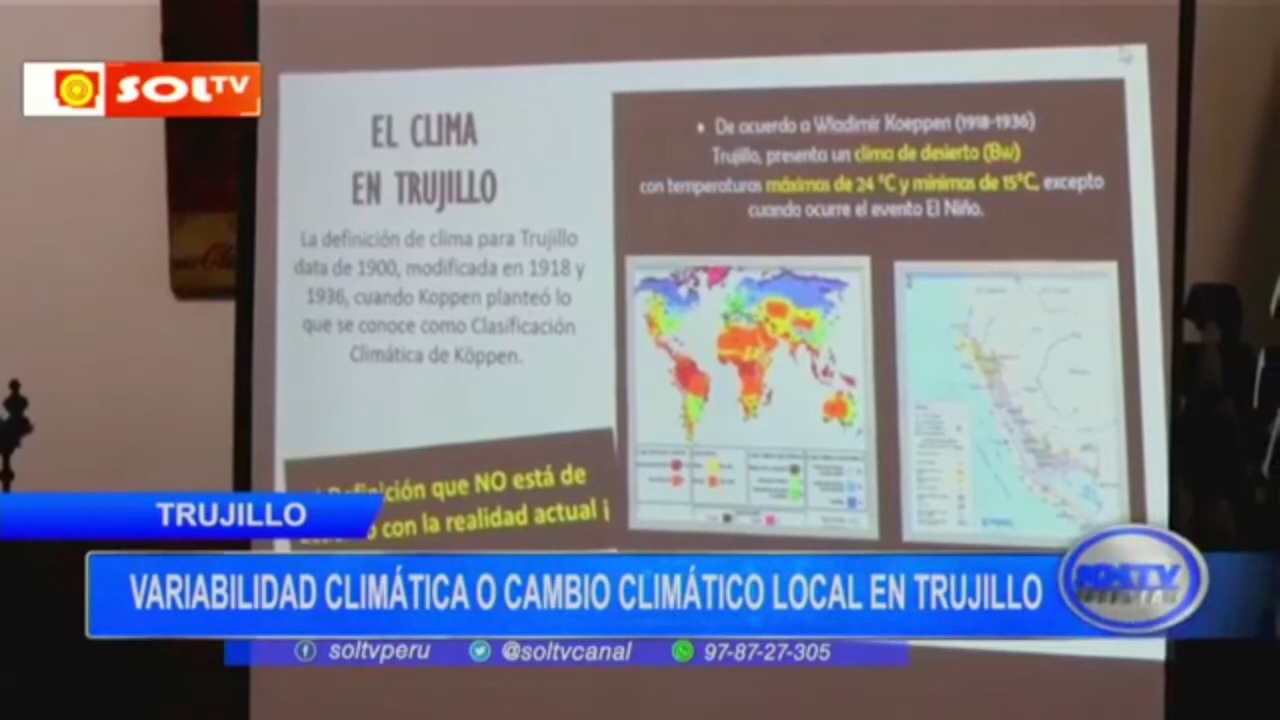 SOLTV
EL CLIMA
EN TRUJILLO
La definición de clima para Trujillo
data de 1900, modificada en 1918 y
1936, cuando Koppen planteó lo
que se conoce como Clasificación
Climática de Köppen.
• De acuerdo a Wladimir Koeppen (1918-1936)
Trujillo, presenta un clima de desierto (Bw)
con temperaturas máximas de 24 °C y mínimas de 15°C, excepto
cuando ocurre el evento El Niño.
Definición que NO está de
con la realidad actual ¡
TRUJILLO
VARIABILIDAD CLIMÁTICA O CAMBIO CLIMÁTICO LOCAL EN TRUJILLO
SOLTV
soltvperu @soltvcanal 97-87-27-305